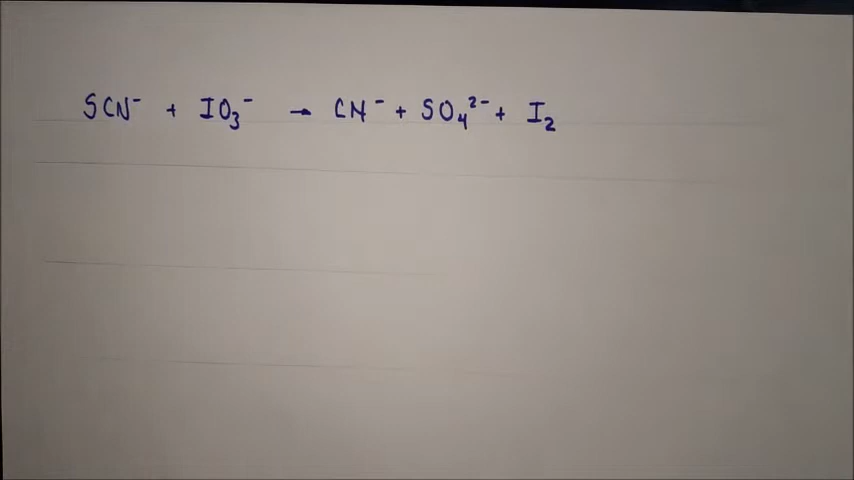 SCN⁻ + IO₃⁻ → CN⁻ + SO₄²⁻ + I₂